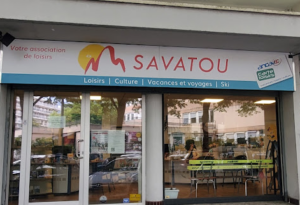 Votre association
de loisirs
SAVATOU
Loisirs | Culture | Vacances et voyages | Ski